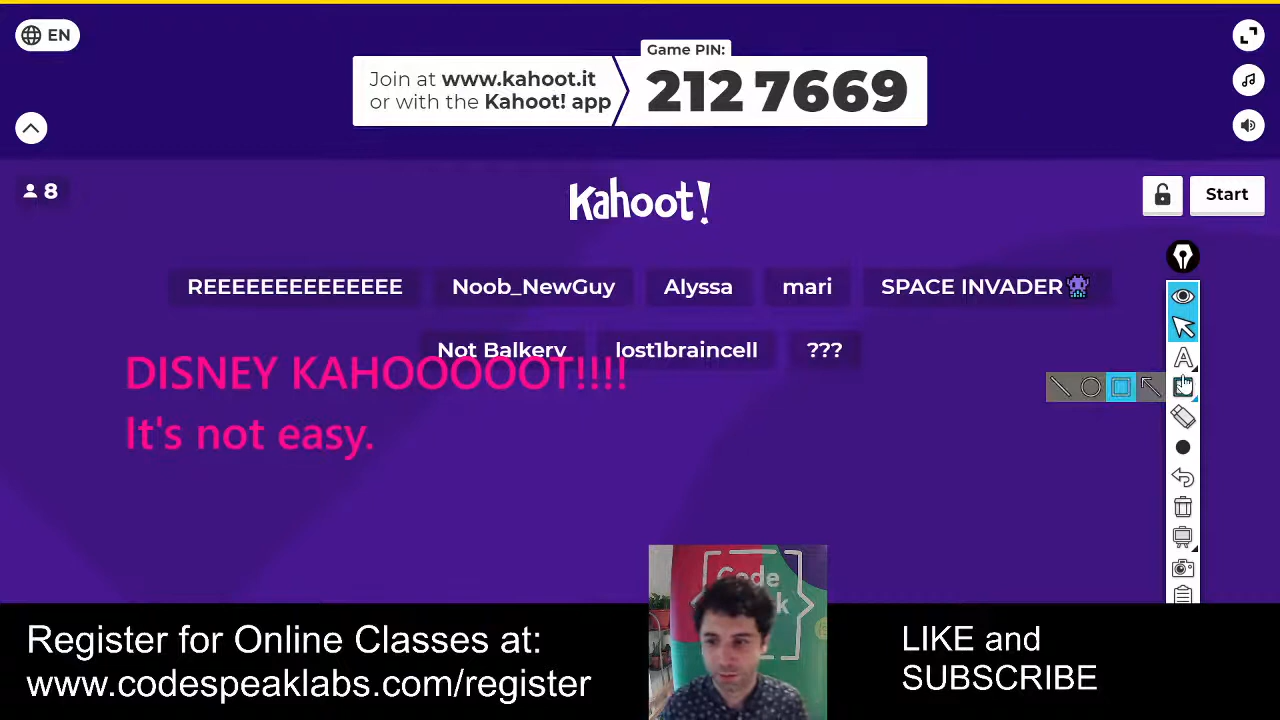 EN
Game PIN:
Join at www.kahoot.it
or with the Kahoot! app
212 7669
8
Kahoot!
Start
REEEEEEEEEEEEEE
Noob_NewGuy
Alyssa
mari
SPACE INVADER👾
Not Balkery
lost1braincell
???
DISNEY KAHOOOOOT!!!!
It's not easy.
A
Code
Register for Online Classes at:
www.codespeaklabs.com/register
LIKE and
SUBSCRIBE